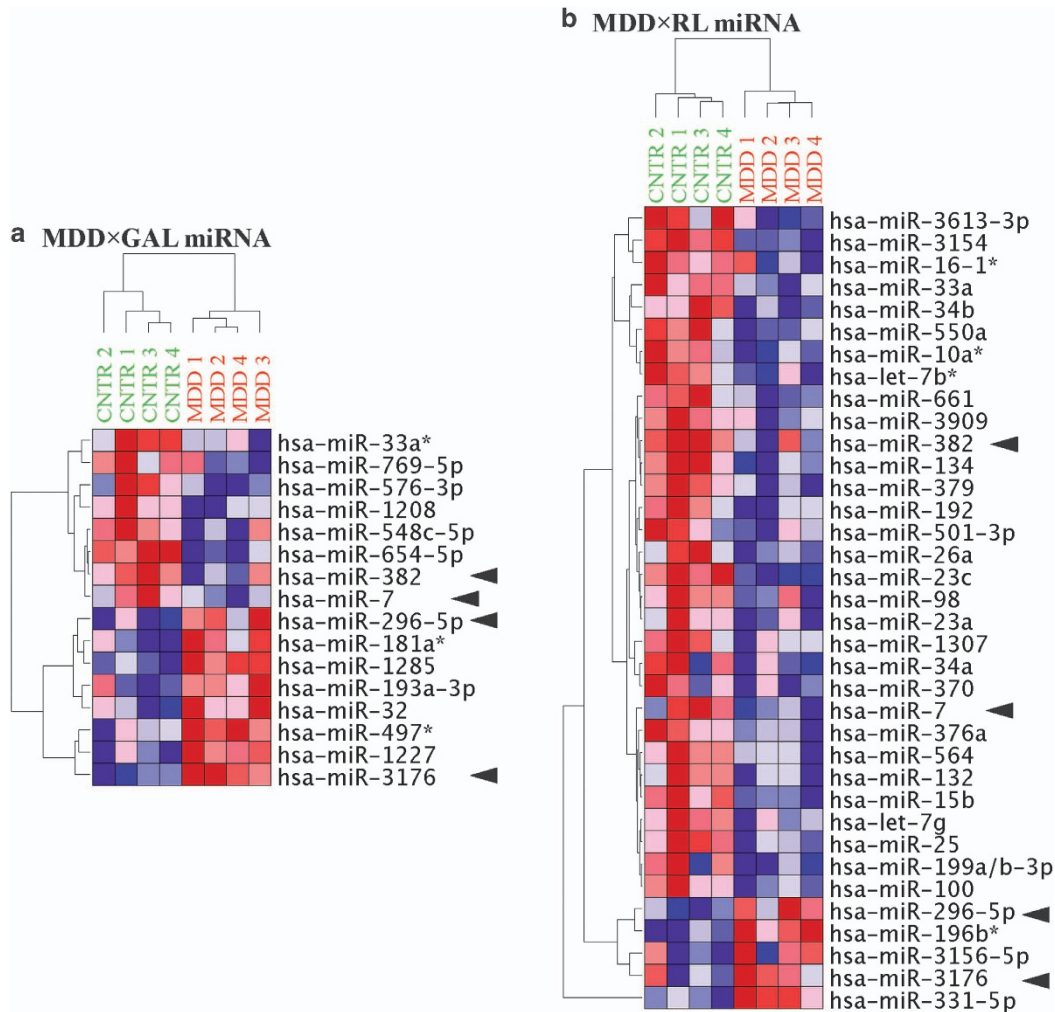 a MDD×GAL miRNA
CNTR 2
CNTR 1
CNTR 3
CNTR 4
MDD 1
MDD 2
MDD 4
MDD 3
hsa-miR-33a*
hsa-miR-769-5p
hsa-miR-576-3p
hsa-miR-1208
hsa-miR-548c-5p
hsa-miR-654-5p
hsa-miR-382
hsa-miR-7
hsa-miR-296-5p
hsa-miR-181a*
hsa-miR-1285
hsa-miR-193a-3p
hsa-miR-32
hsa-miR-497*
hsa-miR-1227
hsa-miR-3176
b MDD×RL miRNA
CNTR 2
CNTR 1
CNTR 3
CNTR 4
MDD 1
MDD 2
MDD 3
MDD 4
hsa-miR-3613-3p
hsa-miR-3154
hsa-miR-16-1*
hsa-miR-33a
hsa-miR-34b
hsa-miR-550a
hsa-miR-10a*
hsa-let-7b*
hsa-miR-661
hsa-miR-3909
hsa-miR-382
hsa-miR-134
hsa-miR-379
hsa-miR-192
hsa-miR-501-3p
hsa-miR-26a
hsa-miR-23c
hsa-miR-98
hsa-miR-23a
hsa-miR-1307
hsa-miR-34a
hsa-miR-370
hsa-miR-7
hsa-miR-376a
hsa-miR-564
hsa-miR-132
hsa-miR-15b
hsa-let-7g
hsa-miR-25
hsa-miR-199a/b-3p
hsa-miR-100
hsa-miR-296-5p
hsa-miR-196b*
hsa-miR-3156-5p
hsa-miR-3176
hsa-miR-331-5p